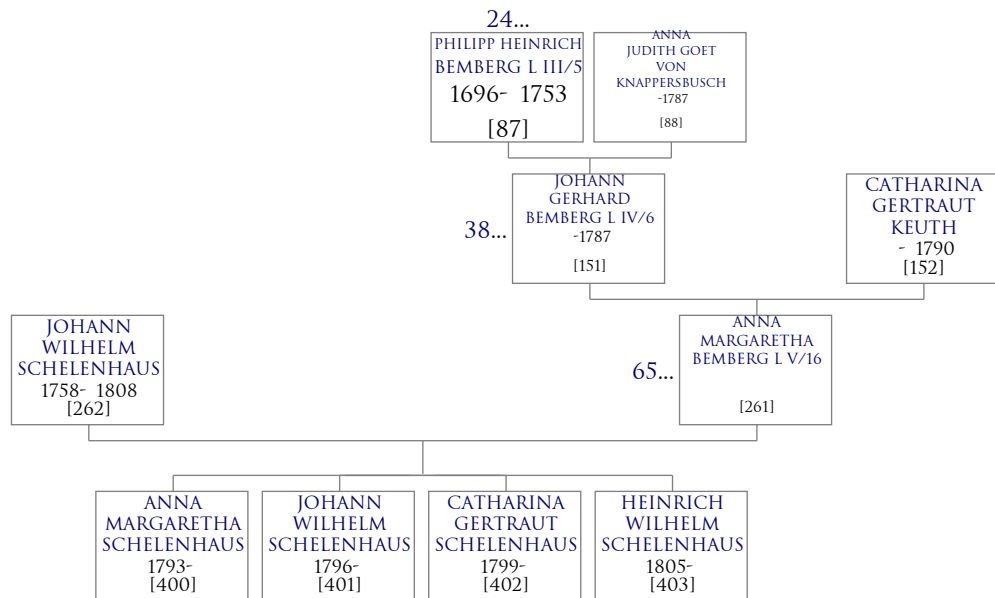 24...
PHILIPP HEINRICH
BEMBERG L III/5
1696- 1753
[87]
ANNA
JUDITH GOET
VON
KNAPPERSBUSCH
-1787
[88]
38...
JOHANN
GERHARD
BEMBERG L IV/6
-1787
[151]
CATHARINA
GERTRAUT
KEUTH
- 1790
[152]
JOHANN
WILHELM
SCHELENHAUS
1758- 1808
[262]
65...
ANNA
MARGARETHA
BEMBERG L V/16
[261]
ANNA
MARGARETHA
SCHELENHAUS
1793-
[400]
JOHANN
WILHELM
SCHELENHAUS
1796-
[401]
CATHARINA
GERTRAUT
SCHELENHAUS
1799-
[402]
HEINRICH
WILHELM
SCHELENHAUS
1805-
[403]